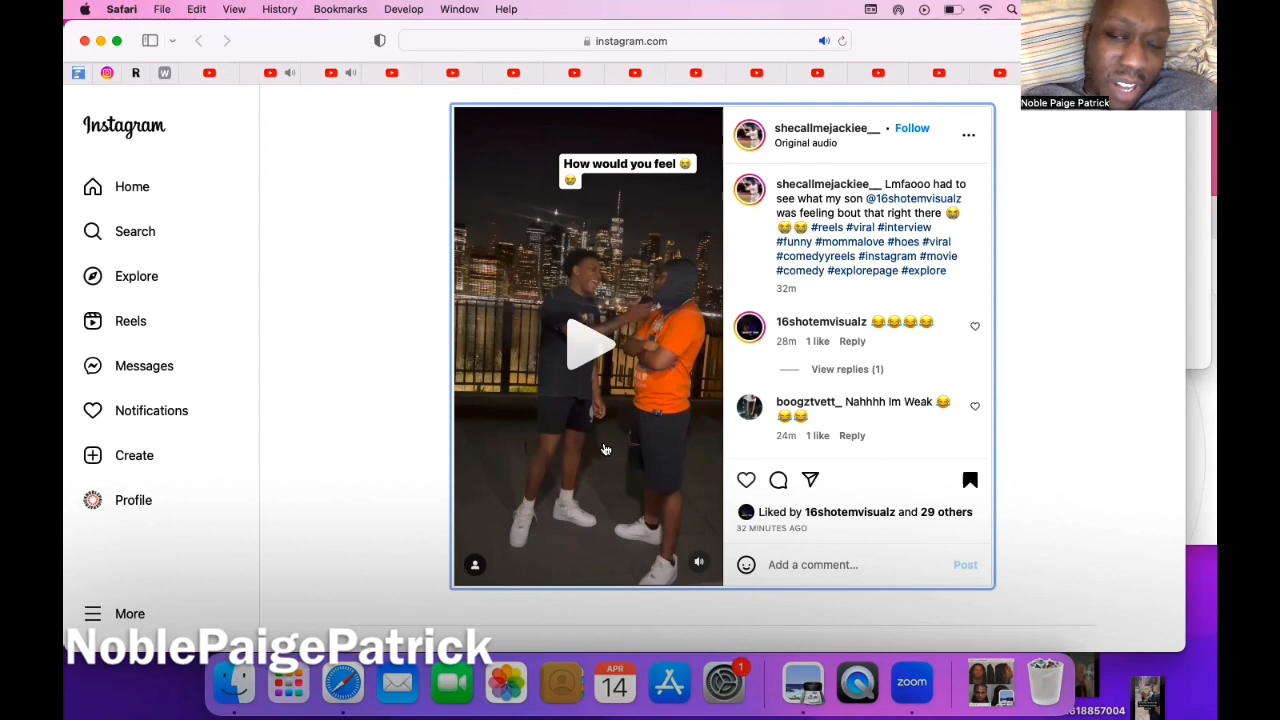 Safari File Edit View History Bookmarks Develop Window Help
instagram.com
R W
Noble Paige Patrick
Instagram
Home
Search
Explore
Reels
Messages
Notifications
Create
Profile
More
How would you feel 😭
😭
shecallmejackiee__ • Follow
Original audio
shecallmejackiee__ Lmfaooo had to
see what my son @16shotemvisualz
was feeling bout that right there 😭
😭😭 #reels #viral #interview
#funny #mommalove #hoes #viral
#comedyyreels #instagram #movie
#comedy #explorepage #explore
32m
16shotemvisualz 😂😂😂😂
28m 1 like Reply
View replies (1)
boogztvett_ Nahhhh Im Weak 😂
😂😂
24m 1 like Reply
Liked by 16shotemvisualz and 29 others
32 MINUTES AGO
Add a comment... Post
NoblePaigePatrick
APR
14
1
zoom
618857004